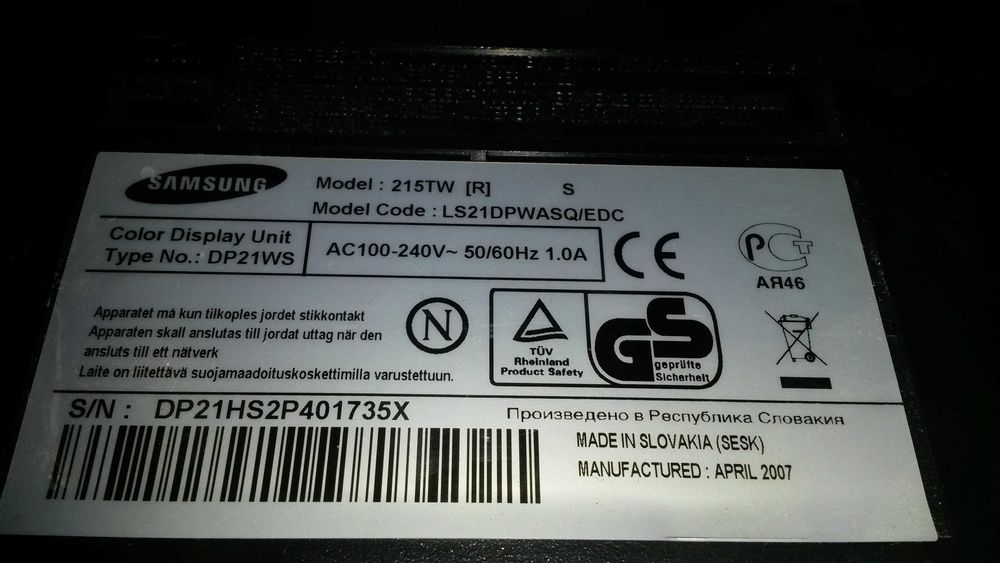 SAMSUNG
Model : 215TW [R] S
Model Code : LS21DPWASQ/EDC
Color Display Unit
Type No.: DP21WS
AC100-240V~ 50/60Hz 1.0A
CE
РСТ
АЯ46
Apparatet må kun tilkoples jordet stikkontakt
Apparaten skall anslutas till jordat uttag når den
ansluts till ett nätverk
Laite on liitettävä suojamaadoituskoskettimilla varustettuun.
N
TÜV
Rheinland
Product Safety
GS
geprüfte
Sicherheit
S/N : DP21HS2P401735X
Произведено в Республика Словакия
MADE IN SLOVAKIA (SESK)
MANUFACTURED : APRIL 2007